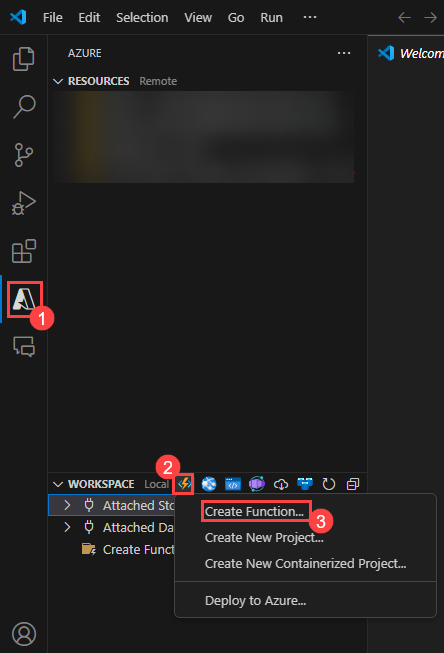 File Edit Selection View Go Run ···
AZURE ···
Welcom
RESOURCES Remote
1
2
WORKSPACE Local
Attached Sto
Attached Da
Create Funct
Create Function...
3
Create New Project...
Create New Containerized Project...
Deploy to Azure...